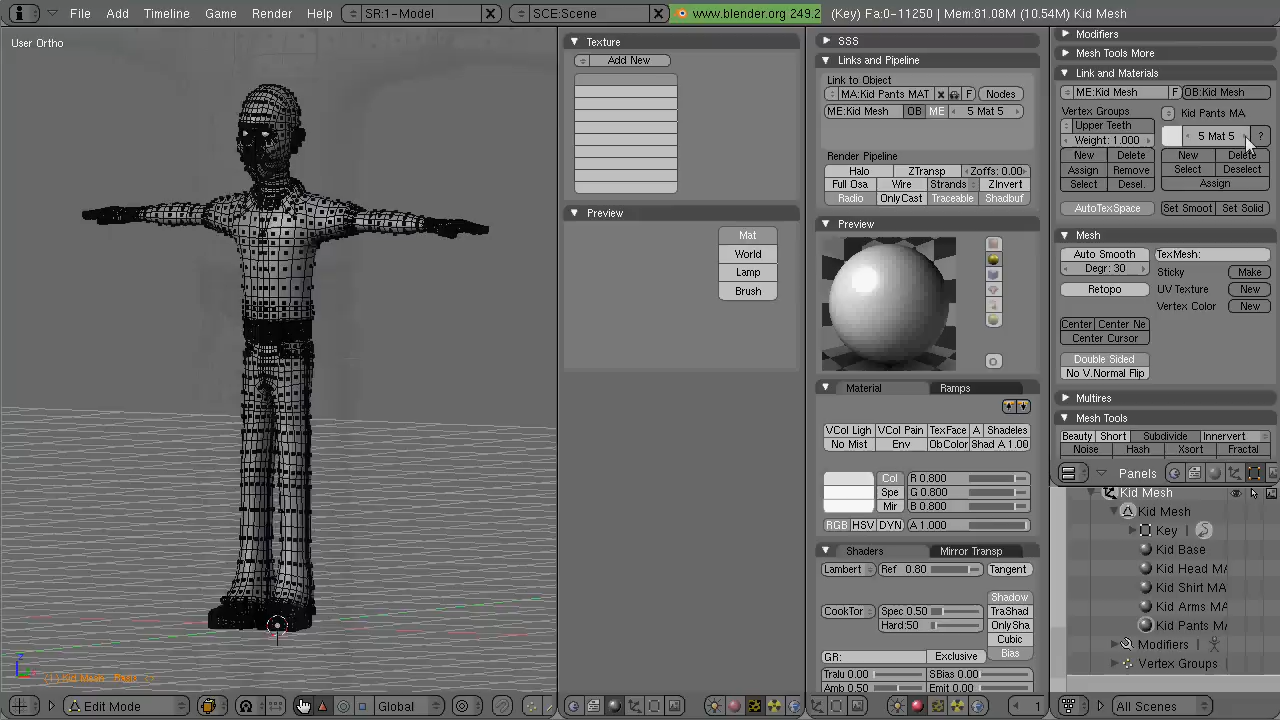 File Add Timeline Game Render Help SR:1-Model SCE:Scene www.blender.org 249.2 (Key) Fa:0-11250 | Mem:81.08M (10.54M) Kid Mesh
User Ortho
(1) Kid Mesh - Basis
Edit Mode Global
Texture
Add New
Preview
Mat
World
Lamp
Brush
SSS
Links and Pipeline
Link to Object
MA:Kid Pants MAT F Nodes
ME:Kid Mesh OB ME 5 Mat 5
Render Pipeline
Halo ZTransp Zoffs: 0.00
Full Osa Wire Strands ZInvert
Radio OnlyCast Traceable Shadbuf
Preview
Material Ramps
VCol Ligh VCol Pain TexFace A Shadeles
No Mist Env ObColor Shad A 1.00
Col R 0.800
Spe G 0.800
Mir B 0.800
RGB HSV DYN A 1.000
Shaders Mirror Transp
Lambert Ref 0.80 Tangent
Shadow
CookTor Spec 0.50 TraShad
Hard:50 OnlySha
Cubic
GR: Exclusive Bias
Tralu 0.00 SBias 0.00
Amb 0.50 Emit 0.00
1
Modifiers
Mesh Tools More
Link and Materials
ME:Kid Mesh F OB:Kid Mesh
Vertex Groups Kid Pants MA
Upper Teeth
Weight: 1.000 5 Mat 5 ?
New Delete New Delete
Assign Remove Select Deselect
Select Desel. Assign
AutoTexSpace Set Smoot Set Solid
Mesh
Auto Smooth TexMesh:
Degr: 30 Sticky Make
Retopo UV Texture New
Vertex Color New
Center Center Ne
Center Cursor
Double Sided
No V.Normal Flip
Multires
Mesh Tools
Beauty Short Subdivide Innervert
Noise Hash Xsort Fractal
Panels
Kid Mesh
Kid Mesh
Key
Kid Base
Kid Head MA
Kid Shirt MA
Kid Arms MA
Kid Pants MA
Modifiers
Vertex Groups
All Scenes